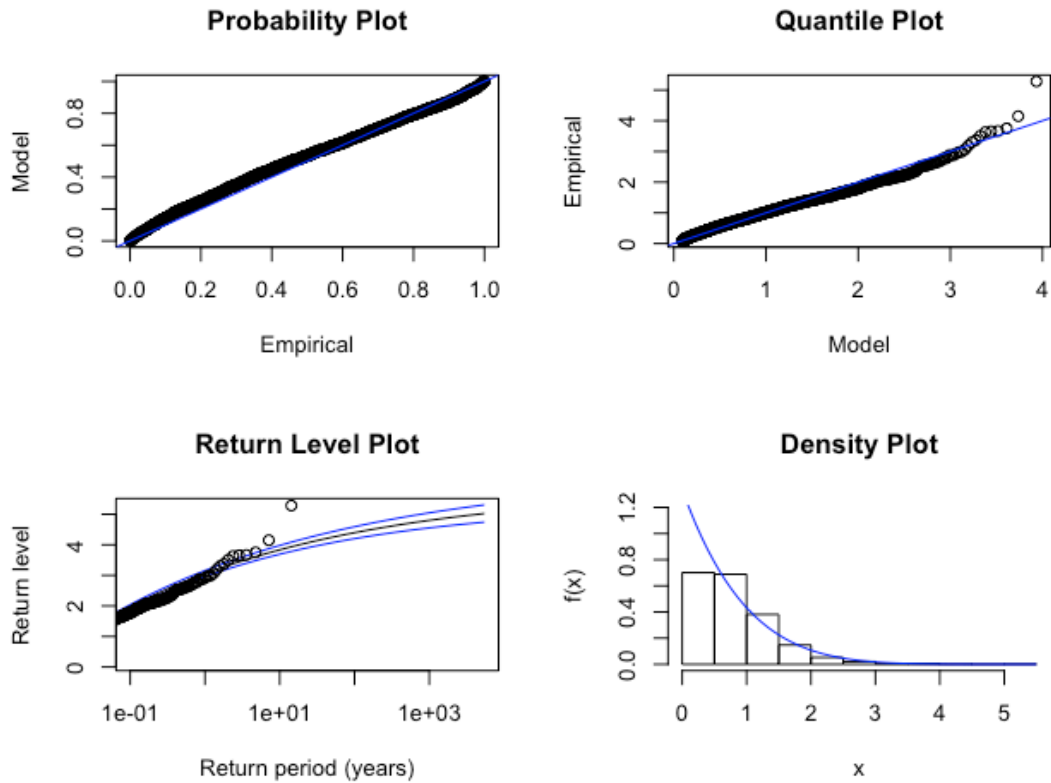 Probability Plot
Model
0.0 0.4 0.8
0.0 0.2 0.4 0.6 0.8 1.0
Empirical
Quantile Plot
Empirical
0 2 4
0 1 2 3 4
Model
Return Level Plot
Return level
0 2 4
1e-01 1e+01 1e+03
Return period (years)
Density Plot
f(x)
0.0 0.4 0.8 1.2
0 1 2 3 4 5
x